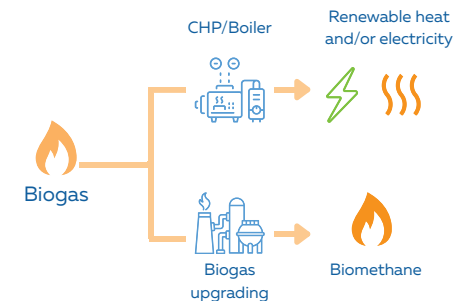 CHP/Boiler
Renewable heat
and/or electricity
Biogas
Biogas
upgrading
Biomethane